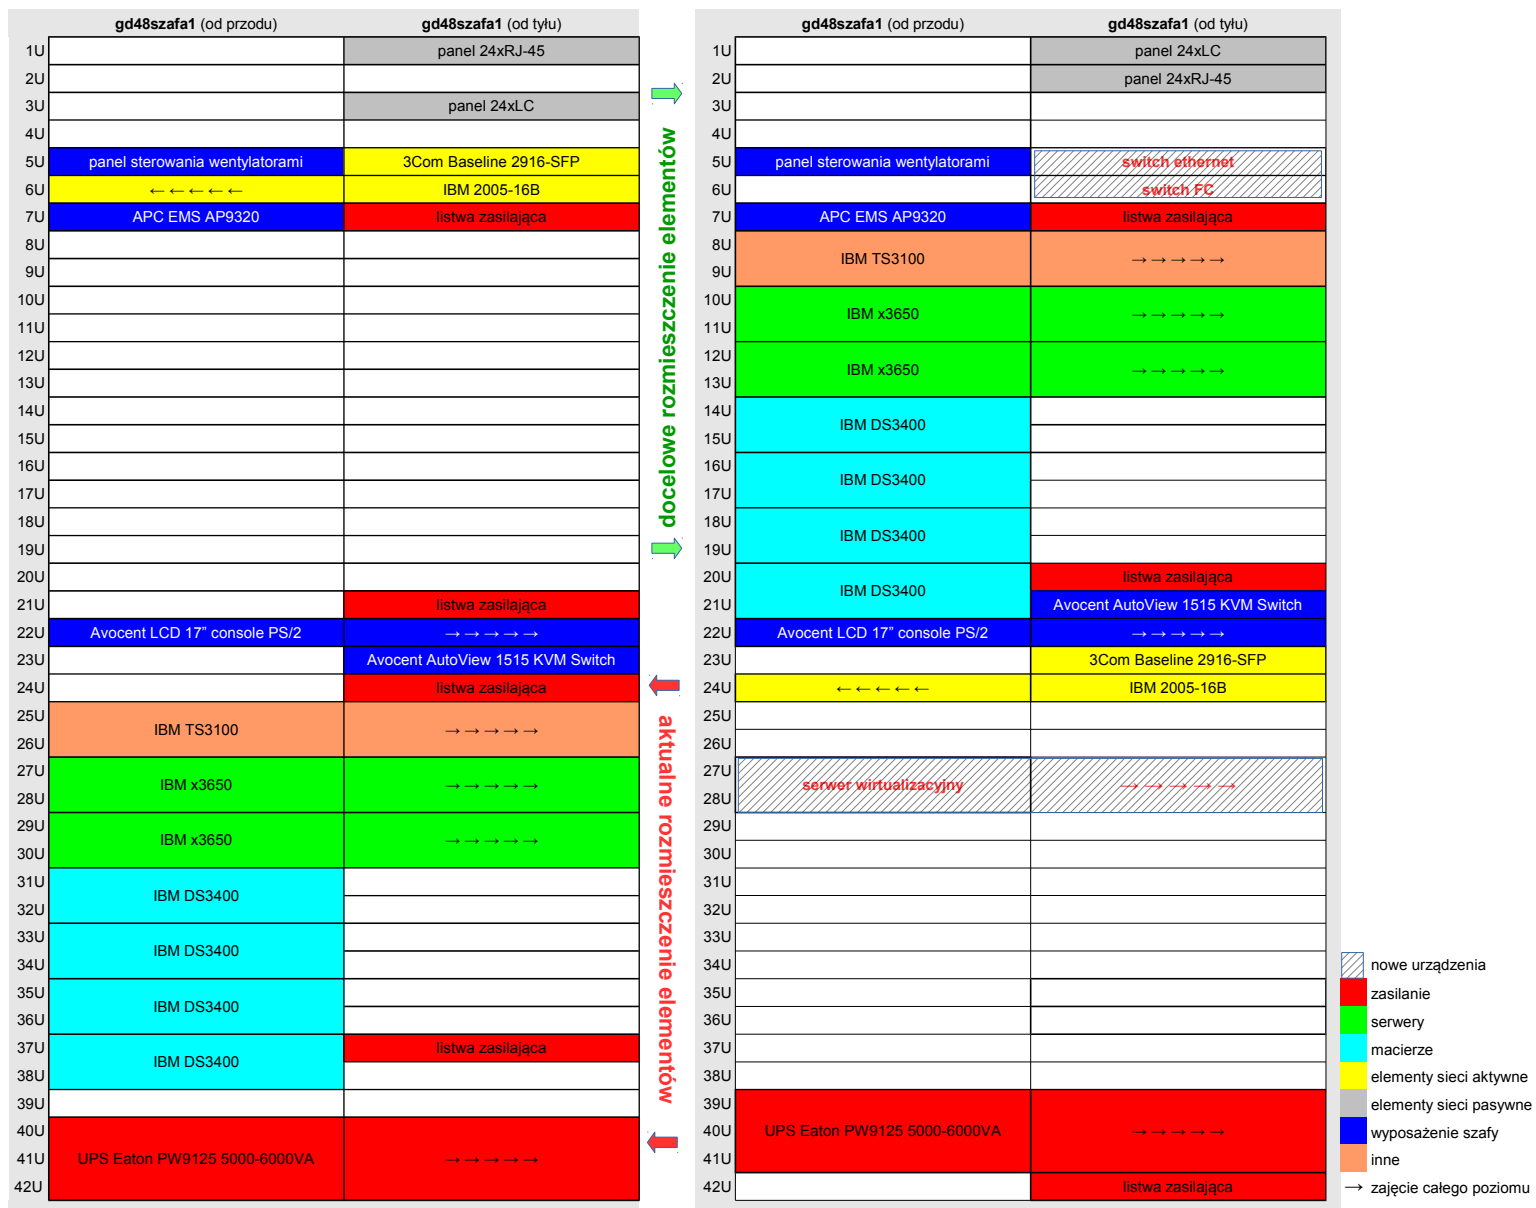 gd48szafa1 (od przodu) gd48szafa1 (od tyłu)
1U panel 24xRJ-45
2U
3U panel 24xLC
4U
5U panel sterowania wentylatorami 3Com Baseline 2916-SFP
6U ←←←←← IBM 2005-16B
7U APC EMS AP9320 listwa zasilająca
8U
9U
10U
11U
12U
13U
14U
15U
16U
17U
18U
19U
20U
21U listwa zasilająca
22U Avocent LCD 17” console PS/2 →→→→→
23U Avocent AutoView 1515 KVM Switch
24U listwa zasilająca
25U
IBM TS3100 →→→→→
26U
27U
IBM x3650 →→→→→
28U
29U
IBM x3650 →→→→→
30U
31U
IBM DS3400
32U
33U
IBM DS3400
34U
35U
IBM DS3400
36U
37U listwa zasilająca
IBM DS3400
38U
39U
40U
41U UPS Eaton PW9125 5000-6000VA →→→→→
42U
docelowe rozmieszczenie elementów
aktualne rozmieszczenie elementów
gd48szafa1 (od przodu) gd48szafa1 (od tyłu)
1U panel 24xLC
2U panel 24xRJ-45
3U
4U
5U panel sterowania wentylatorami switch ethernet
6U switch FC
7U APC EMS AP9320 listwa zasilająca
8U
IBM TS3100 →→→→→
9U
10U
IBM x3650 →→→→→
11U
12U
IBM x3650 →→→→→
13U
14U
IBM DS3400
15U
16U
IBM DS3400
17U
18U
IBM DS3400
19U
20U listwa zasilająca
IBM DS3400
21U Avocent AutoView 1515 KVM Switch
22U Avocent LCD 17” console PS/2 →→→→→
23U 3Com Baseline 2916-SFP
24U ←←←←← IBM 2005-16B
25U
26U
27U
serwer wirtualizacyjny →→→→→
28U
29U
30U
31U
32U
33U
34U
35U
36U
37U
38U
39U
40U UPS Eaton PW9125 5000-6000VA →→→→→
41U
42U listwa zasilająca
nowe urządzenia
zasilanie
serwery
macierze
elementy sieci aktywne
elementy sieci pasywne
wyposażenie szafy
inne
→ zajęcie całego poziomu